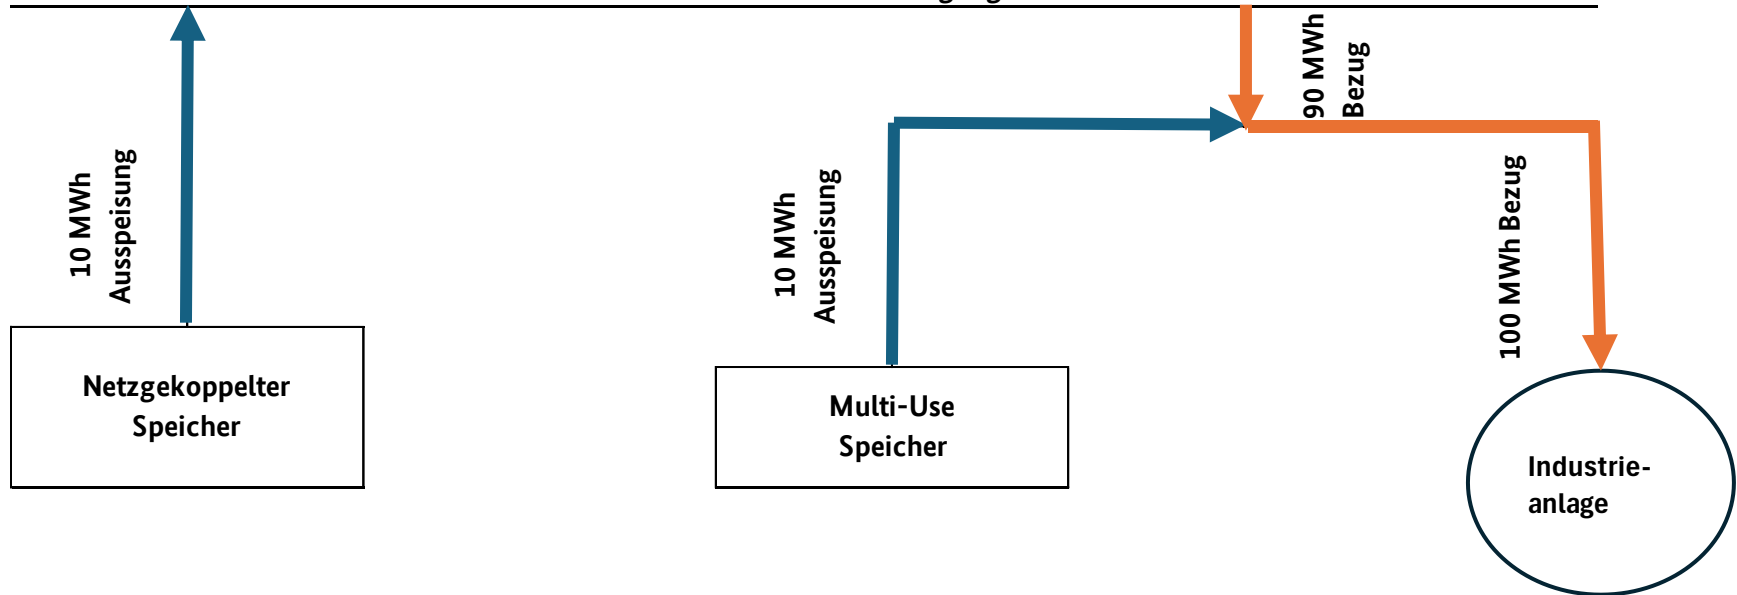 90 MWh
Bezug
10 MWh
Ausspeisung
10 MWh
Ausspeisung
100 MWh Bezug
Netzgekoppelter
Speicher
Multi-Use
Speicher
Industrie-
anlage